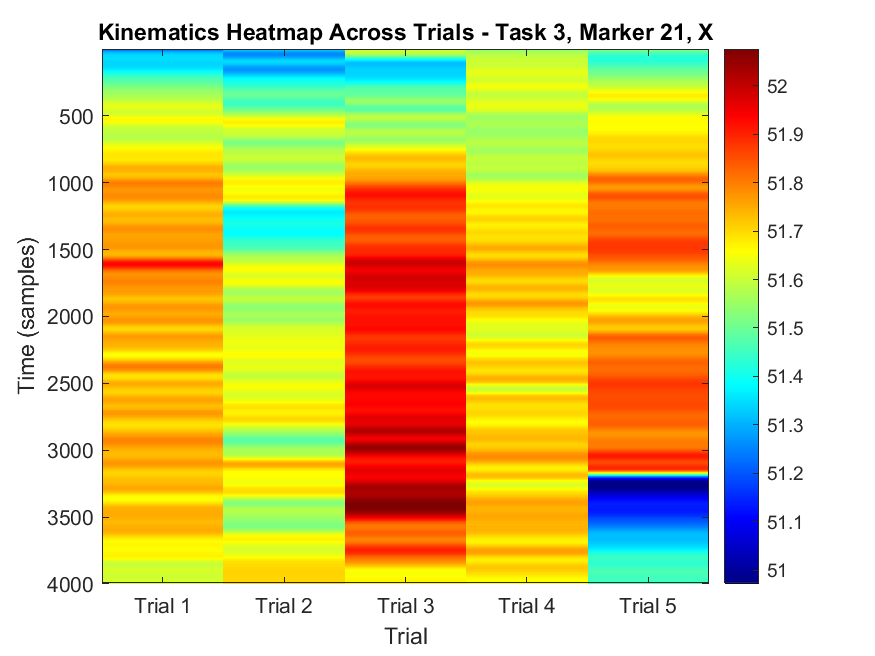 Kinematics Heatmap Across Trials - Task 3, Marker 21, X
Time (samples)
500
1000
1500
2000
2500
3000
3500
4000
Trial 1
Trial 2
Trial 3
Trial 4
Trial 5
Trial
52
51.9
51.8
51.7
51.6
51.5
51.4
51.3
51.2
51.1
51